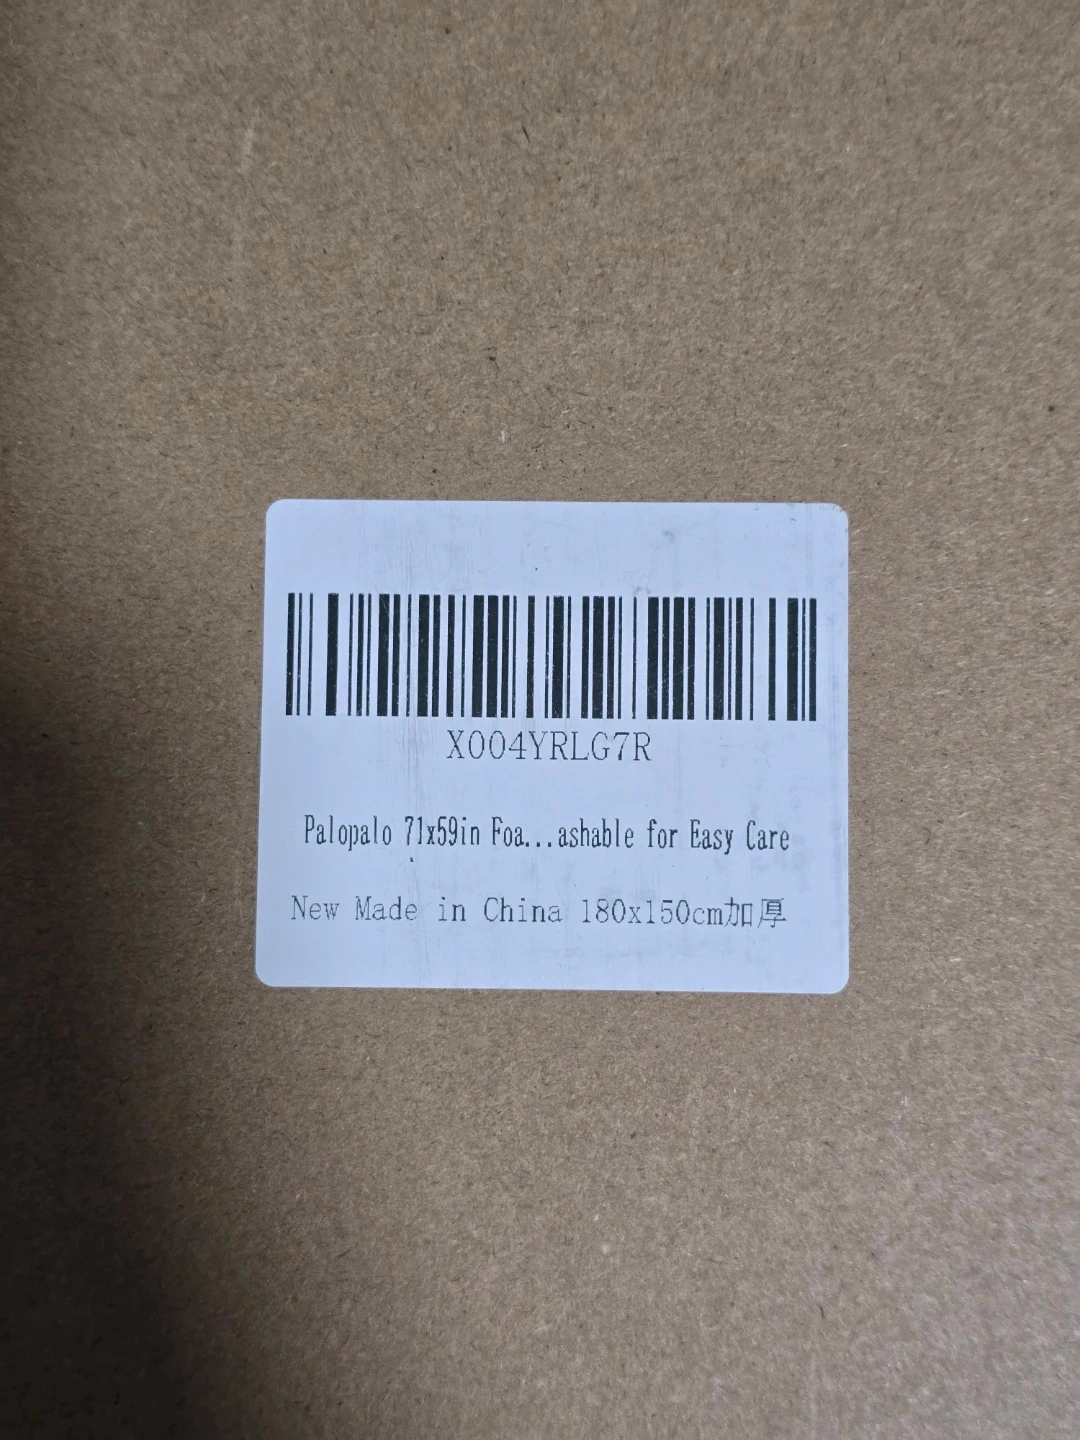 X004YRLG7R
Palopalo 71x59in Foa...ashable for Easy Care
New Made in China 180x150cm加厚